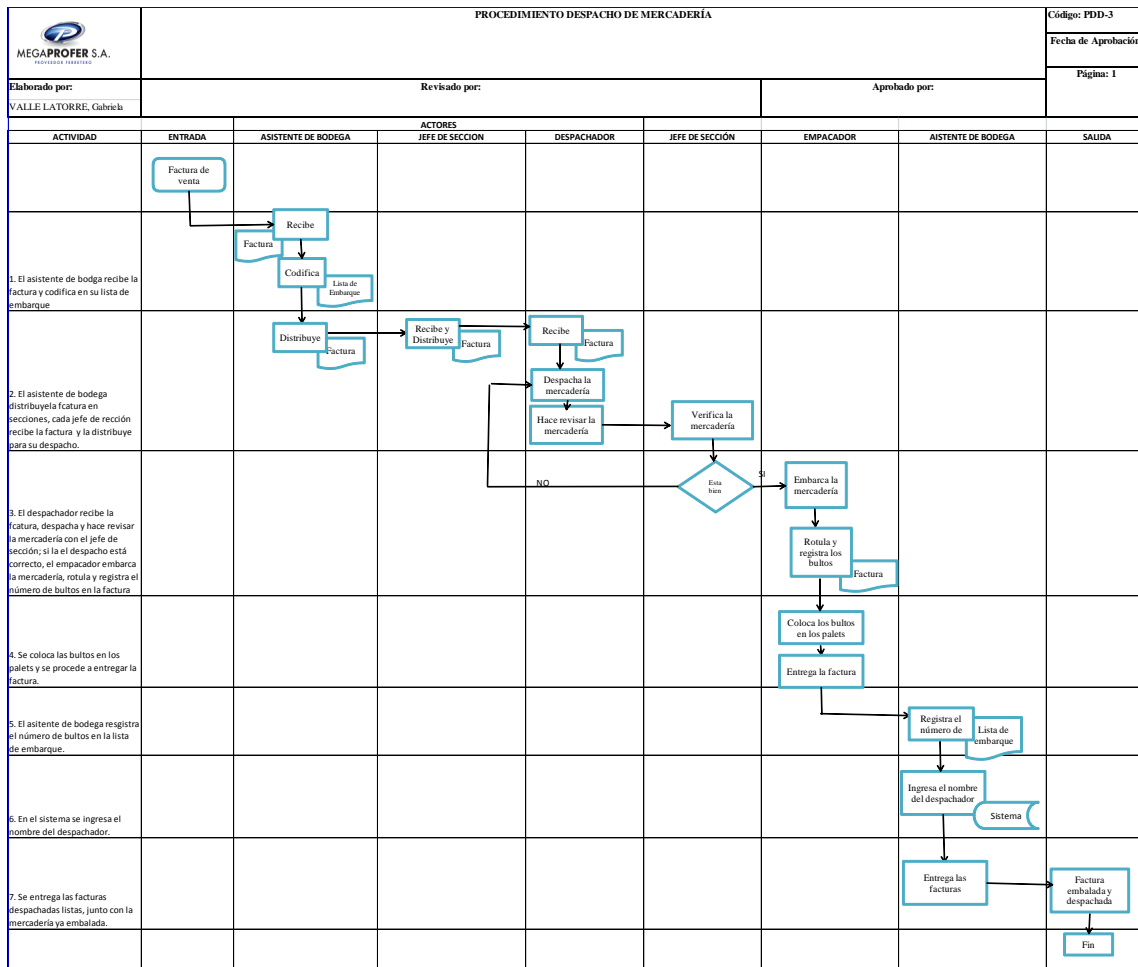 PROCEDIMIENTO DESPACHO DE MERCADERÍA
Código: PDD-3
MEGAPROFER S.A.
PROVEEDOR FERRETERO
Fecha de Aprobación
Página: 1
Elaborado por:
Revisado por:
Aprobado por:
VALLE LATORRE, Gabriela
ACTORES
ACTIVIDAD
ENTRADA
ASISTENTE DE BODEGA
JEFE DE SECCION
DESPACHADOR
JEFE DE SECCIÓN
EMPACADOR
AISTENTE DE BODEGA
SALIDA
Factura de
venta
Recibe
Factura
Codifica
Lista de
Embarque
1. El asistente de bodga recibe la
factura y codifica en su lista de
embarque
Distribuye
Factura
Recibe y
Distribuye
Factura
Recibe
Factura
Despacha la
mercadería
Hace revisar la
mercadería
Verifica la
mercadería
2. El asistente de bodega
distribuyela fcatura en
secciones, cada jefe de rección
recibe la factura y la distribuye
para su despacho.
NO
Esta
bien
SI
Embarca la
mercadería
Rotula y
registra los
bultos
Factura
3. El despachador recibe la
fcatura, despacha y hace revisar
la mercadería con el jefe de
sección; si la el despacho está
correcto, el empacador embarca
la mercadería, rotula y registra el
número de bultos en la factura
Coloca los bultos
en los palets
Entrega la factura
4. Se coloca las bultos en los
palets y se procede a entregar la
factura.
Registra el
número de
Lista de
embarque
5. El asitente de bodega resgistra
el número de bultos en la lista
de embarque.
Ingresa el nombre
del despachador
Sistema
6. En el sistema se ingresa el
nombre del despachador.
Entrega las
facturas
Factura
embalada y
despachada
7. Se entrega las facturas
despachadas listas, junto con la
mercadería ya embalada.
Fin